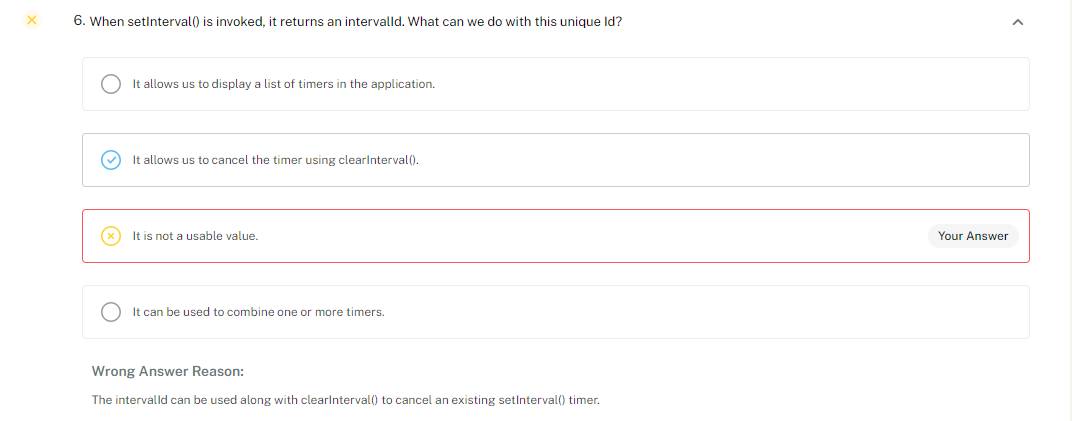 6. When setInterval() is invoked, it returns an intervalId. What can we do with this unique Id?
It allows us to display a list of timers in the application.
It allows us to cancel the timer using clearInterval().
It is not a usable value.
Your Answer
It can be used to combine one or more timers.
Wrong Answer Reason:
The intervalId can be used along with clearInterval() to cancel an existing setInterval() timer.